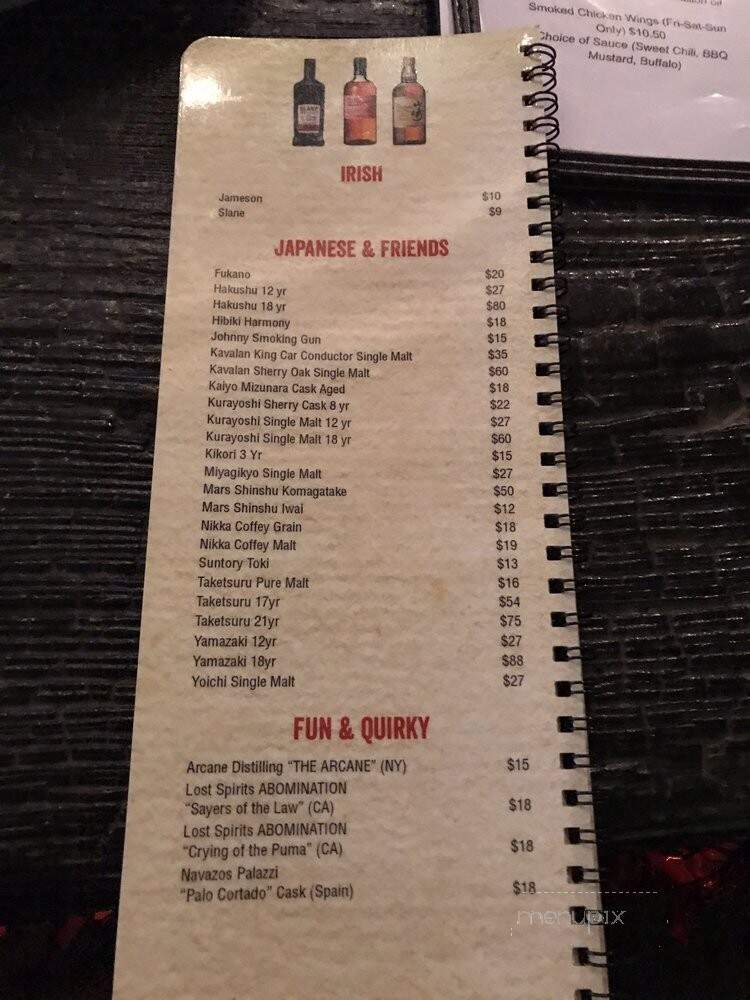 Smoked Chicken Wings (Fri-Sat-Sun
Only) $10.50
Choice of Sauce (Sweet Chili, BBQ
Mustard, Buffalo)
IRISH
Jameson $10
Slane $9
JAPANESE & FRIENDS
Fukano $20
Hakushu 12 yr $27
Hakushu 18 yr $80
Hibiki Harmony $18
Johnny Smoking Gun $15
Kavalan King Car Conductor Single Malt $35
Kavalan Sherry Oak Single Malt $60
Kaiyo Mizunara Cask Aged $18
Kurayoshi Sherry Cask 8 yr $22
Kurayoshi Single Malt 12 yr $27
Kurayoshi Single Malt 18 yr $60
Kikori 3 Yr $15
Miyagikyo Single Malt $27
Mars Shinshu Komagatake $50
Mars Shinshu Iwai $12
Nikka Coffey Grain $18
Nikka Coffey Malt $19
Suntory Toki $13
Taketsuru Pure Malt $16
Taketsuru 17yr $54
Taketsuru 21yr $75
Yamazaki 12yr $27
Yamazaki 18yr $88
Yoichi Single Malt $27
FUN & QUIRKY
Arcane Distilling "THE ARCANE" (NY) $15
Lost Spirits ABOMINATION
"Sayers of the Law" (CA) $18
Lost Spirits ABOMINATION
"Crying of the Puma" (CA) $18
Navazos Palazzi
"Palo Cortado" Cask (Spain) $18
menupix